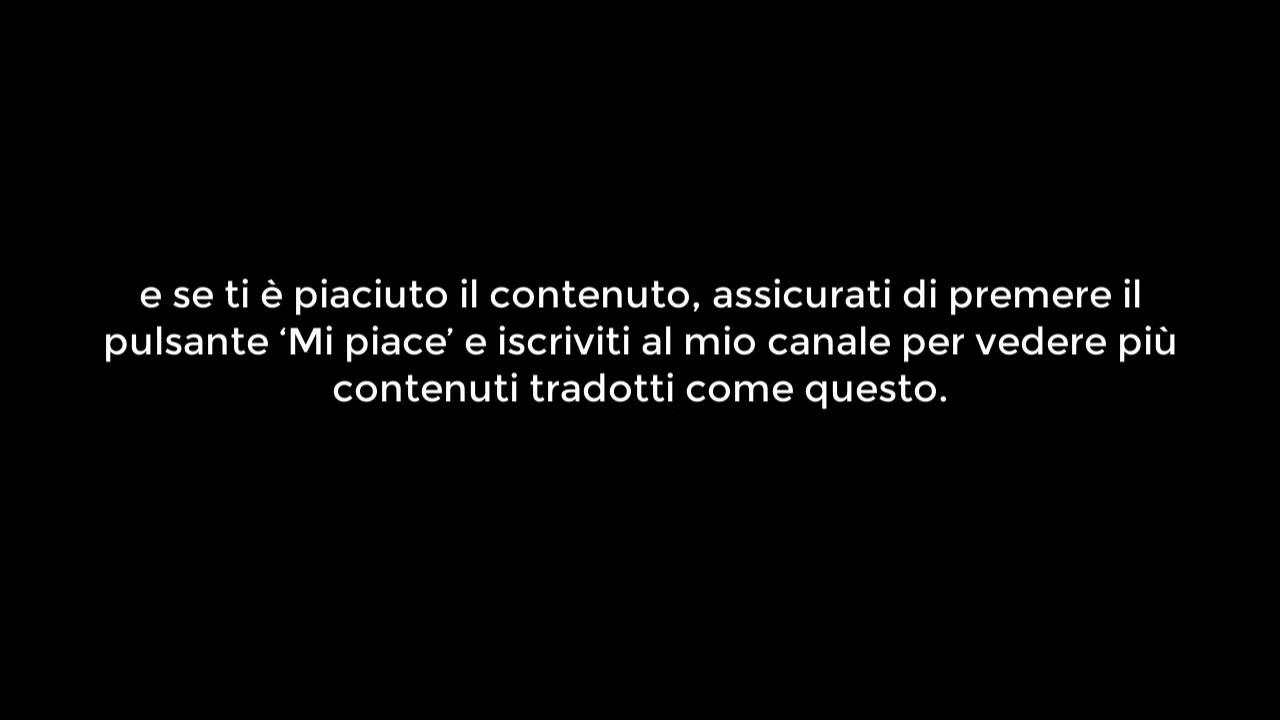 e se ti è piaciuto il contenuto, assicurati di premere il
pulsante ‘Mi piace’ e iscriviti al mio canale per vedere più
contenuti tradotti come questo.